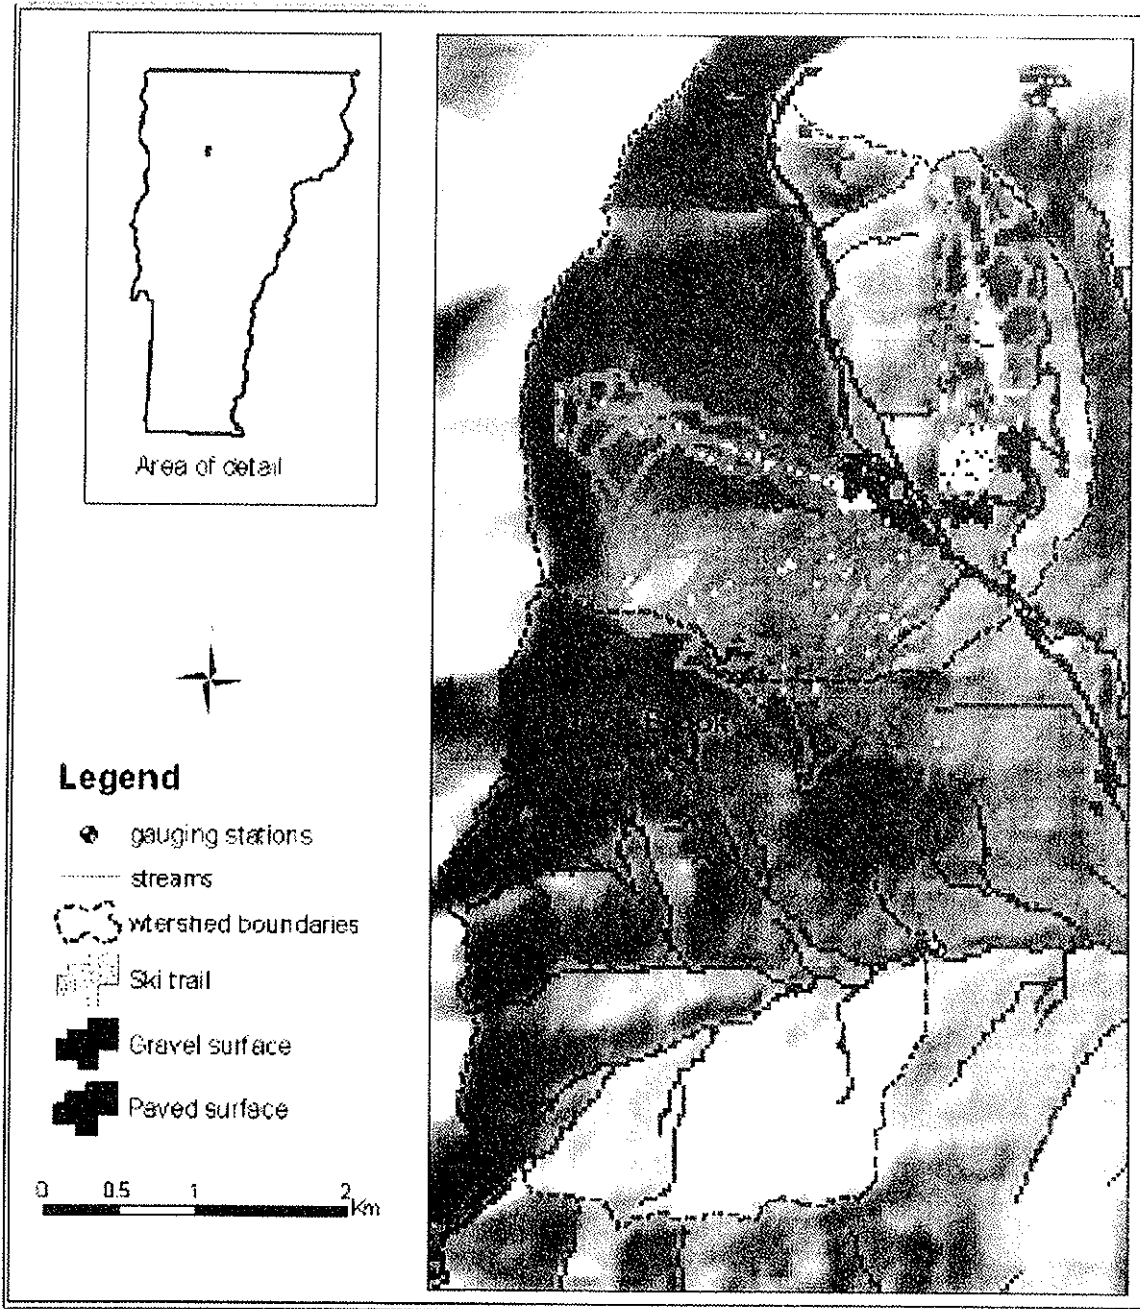 Area of detail
Legend
gauging stations
streams
wtershed boundaries
Ski trail
Gravel surface
Paved surface
0 0.5 1 2
Km
Brook